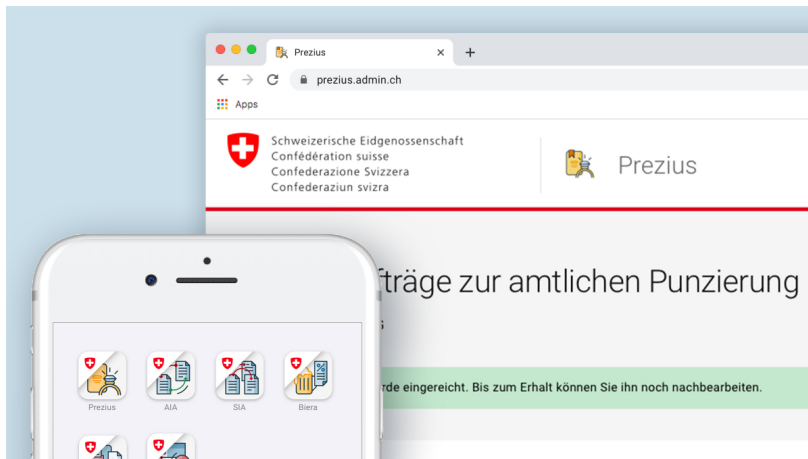 Prezius
prezius.admin.ch
Apps
Schweizerische Eidgenossenschaft
Confédération suisse
Confederazione Svizzera
Confederaziun svizra
Prezius
fträge zur amtlichen Punzierung
rde eingereicht. Bis zum Erhalt können Sie ihn noch nachbearbeiten.
Prezius AIA SIA Biera